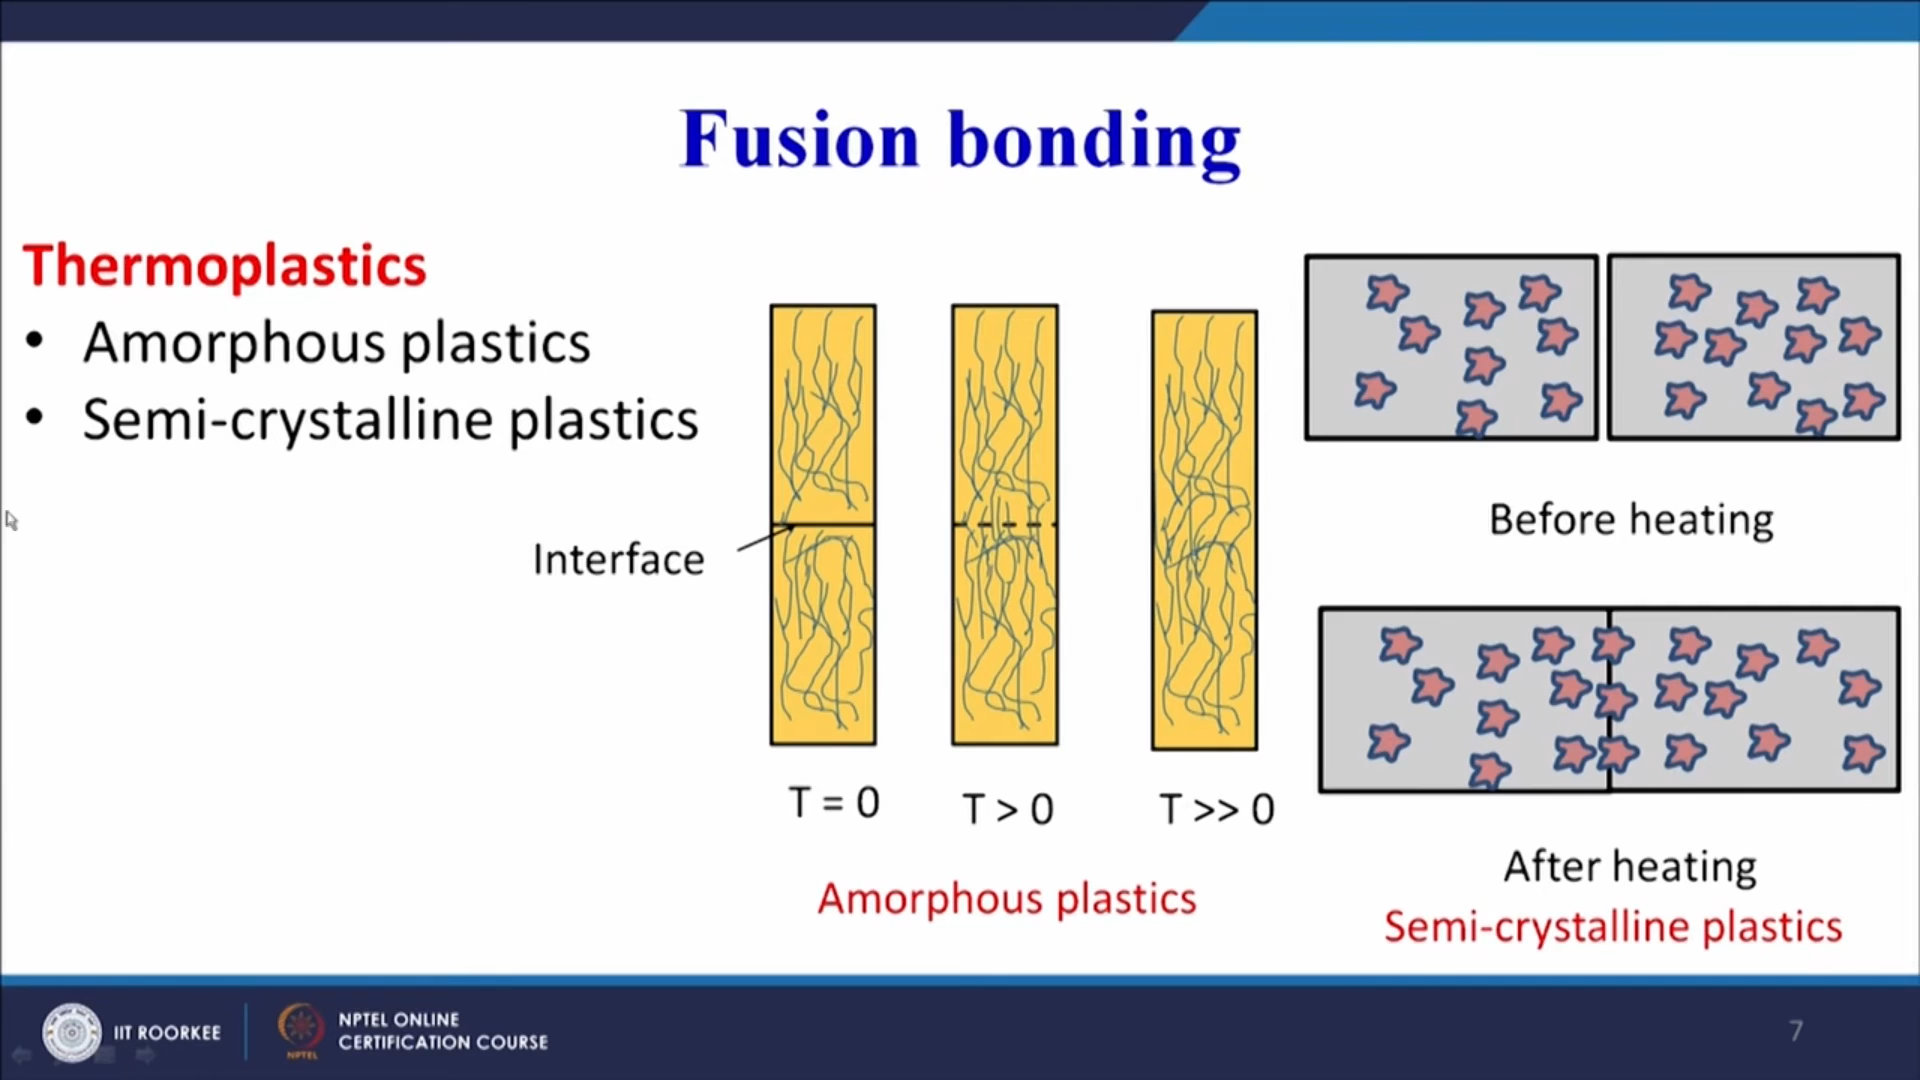 Fusion bonding
Thermoplastics
• Amorphous plastics
• Semi-crystalline plastics
Interface
T = 0
T > 0
T >> 0
Amorphous plastics
Before heating
After heating
Semi-crystalline plastics
IIT ROORKEE
NPTEL
NPTEL ONLINE
CERTIFICATION COURSE
7